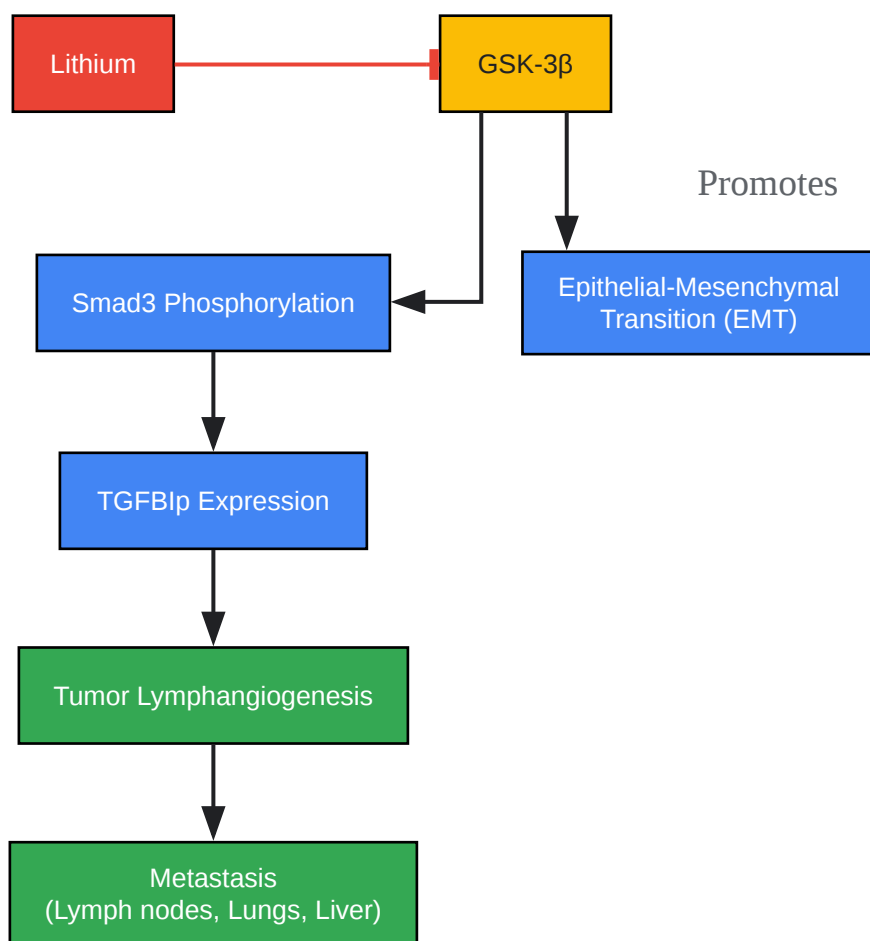 Lithium
GSK-3β
Promotes
Smad3 Phosphorylation
Epithelial-Mesenchymal
Transition (EMT)
TGFBIp Expression
Tumor Lymphangiogenesis
Metastasis
(Lymph nodes, Lungs, Liver)